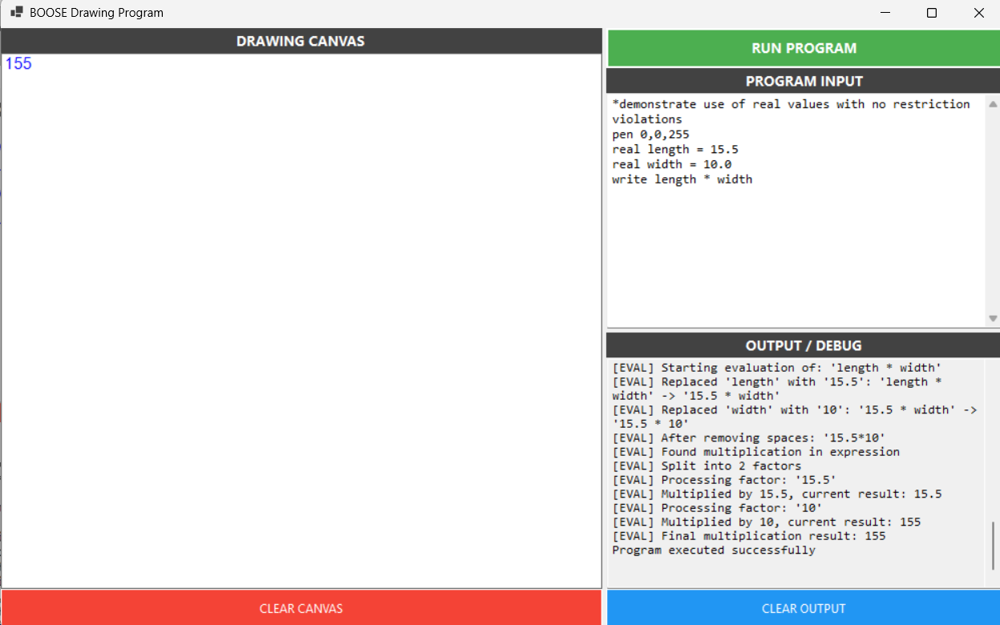 BOOSE Drawing Program
DRAWING CANVAS
155
CLEAR CANVAS
RUN PROGRAM
PROGRAM INPUT
*demonstrate use of real values with no restriction
violations
pen 0,0,255
real length = 15.5
real width = 10.0
write length * width
OUTPUT / DEBUG
[EVAL] Starting evaluation of: 'length * width'
[EVAL] Replaced 'length' with '15.5': 'length *
width' -> '15.5 * width'
[EVAL] Replaced 'width' with '10': '15.5 * width' ->
'15.5 * 10'
[EVAL] After removing spaces: '15.5*10'
[EVAL] Found multiplication in expression
[EVAL] Split into 2 factors
[EVAL] Processing factor: '15.5'
[EVAL] Multiplied by 15.5, current result: 15.5
[EVAL] Processing factor: '10'
[EVAL] Multiplied by 10, current result: 155
[EVAL] Final multiplication result: 155
Program executed successfully
CLEAR OUTPUT